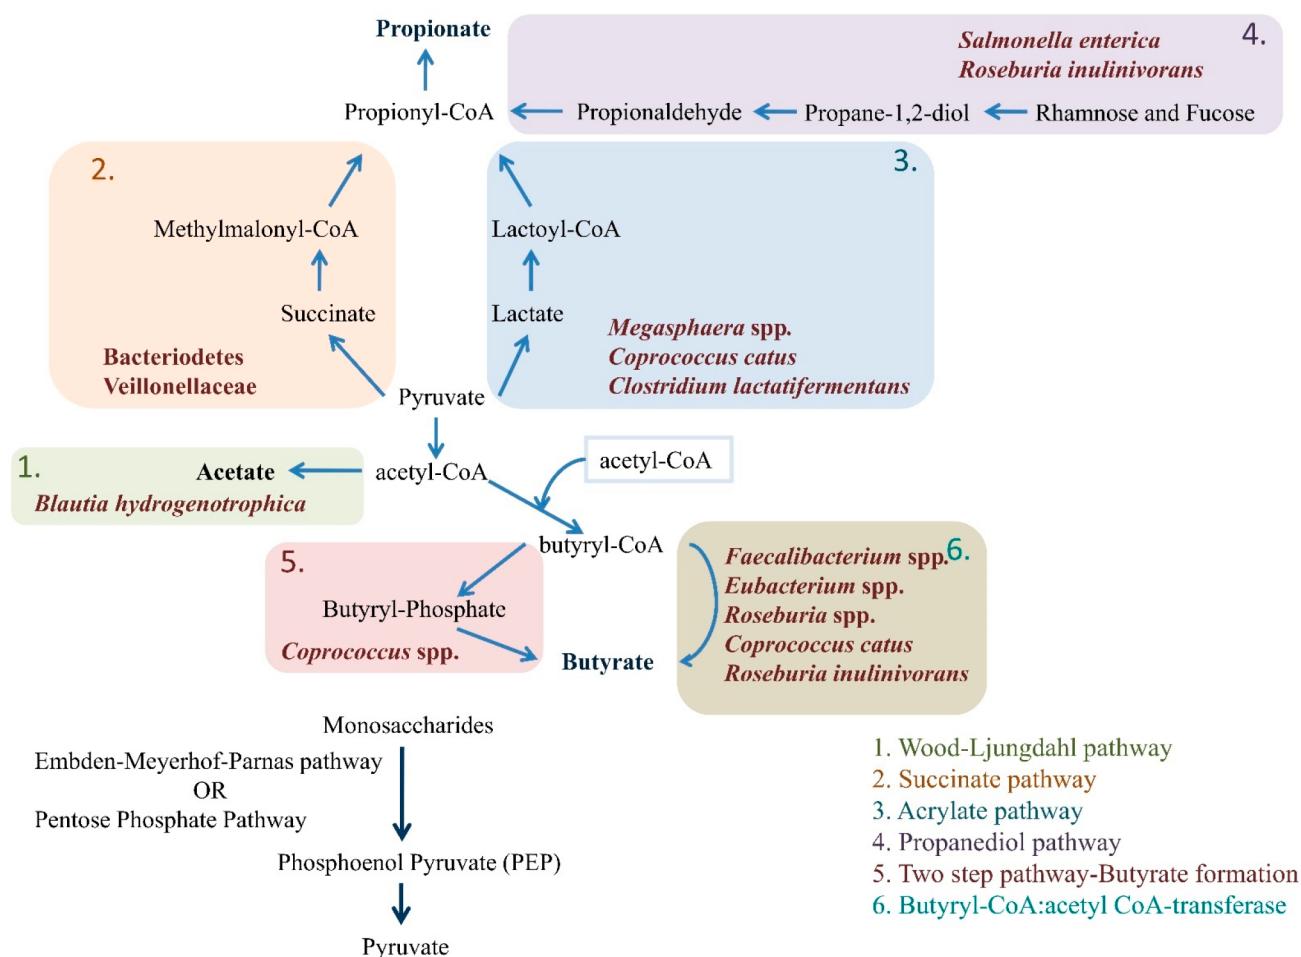 Propionate
Salmonella enterica
4.
Roseburia inulinivorans
Propionyl-CoA
Propionaldehyde
Propane-1,2-diol
Rhamnose and Fucose
2.
3.
Methylmalonyl-CoA
Lactoyl-CoA
Succinate
Lactate
Megasphaera spp.
Coprococcus catus
Clostridium lactatifermentans
Bacteriodetes
Veillonellaceae
Pyruvate
1.
Acetate
acetyl-CoA
acetyl-CoA
Blautia hydrogenotrophica
butyryl-CoA
5.
6.
Faecalibacterium spp.
Eubacterium spp.
Roseburia spp.
Coprococcus catus
Roseburia inulinivorans
Butyryl-Phosphate
Coprococcus spp.
Butyrate
Monosaccharides
Embden-Meyerhof-Parnas pathway
OR
Pentose Phosphate Pathway
Phosphoenol Pyruvate (PEP)
Pyruvate
1. Wood-Ljungdahl pathway
2. Succinate pathway
3. Acrylate pathway
4. Propanediol pathway
5. Two step pathway-Butyrate formation
6. Butyryl-CoA:acetyl CoA-transferase